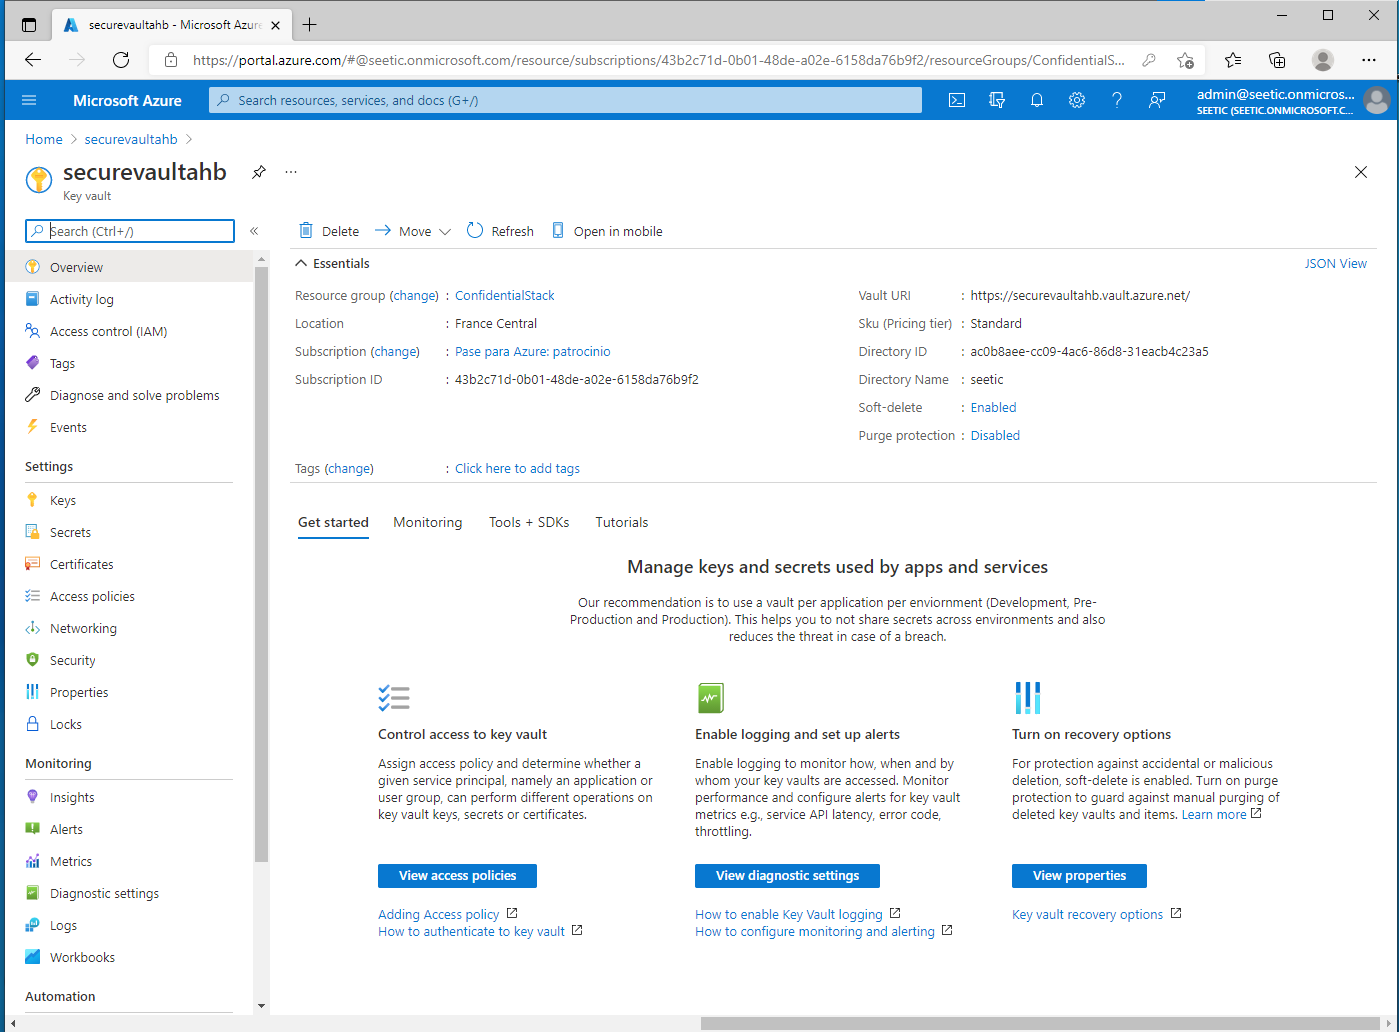 securevaultahb - Microsoft Azure
https://portal.azure.com/#@seetic.onmicrosoft.com/resource/subscriptions/43b2c71d-0b01-48de-a02e-6158da76b9f2/resourceGroups/ConfidentialS...
Microsoft Azure
Search resources, services, and docs (G+/)
admin@seetic.onmicros...
SEETIC (SEETIC.ONMICROSOFT.C...
Home > securevaultahb >
securevaultahb
...
Key vault
Search (Ctrl+/)
«
Overview
Activity log
Access control (IAM)
Tags
Diagnose and solve problems
Events
Settings
Keys
Secrets
Certificates
Access policies
Networking
Security
Properties
Locks
Monitoring
Insights
Alerts
Metrics
Diagnostic settings
Logs
Workbooks
Automation
Delete Move Refresh Open in mobile
Essentials
JSON View
Resource group (change) : ConfidentialStack
Location : France Central
Subscription (change) : Pase para Azure: patrocinio
Subscription ID : 43b2c71d-0b01-48de-a02e-6158da76b9f2
Vault URI : https://securevaultahb.vault.azure.net/
Sku (Pricing tier) : Standard
Directory ID : ac0b8aee-cc09-4ac6-86d8-31eacb4c23a5
Directory Name : seetic
Soft-delete : Enabled
Purge protection : Disabled
Tags (change) : Click here to add tags
Get started Monitoring Tools + SDKs Tutorials
Manage keys and secrets used by apps and services
Our recommendation is to use a vault per application per enviornment (Development, Pre-
Production and Production). This helps you to not share secrets across environments and also
reduces the threat in case of a breach.
Control access to key vault
Assign access policy and determine whether a
given service principal, namely an application or
user group, can perform different operations on
key vault keys, secrets or certificates.
View access policies
Adding Access policy
How to authenticate to key vault
Enable logging and set up alerts
Enable logging to monitor how, when and by
whom your key vaults are accessed. Monitor
performance and configure alerts for key vault
metrics e.g., service API latency, error code,
throttling.
View diagnostic settings
How to enable Key Vault logging
How to configure monitoring and alerting
Turn on recovery options
For protection against accidental or malicious
deletion, soft-delete is enabled. Turn on purge
protection to guard against manual purging of
deleted key vaults and items. Learn more
View properties
Key vault recovery options